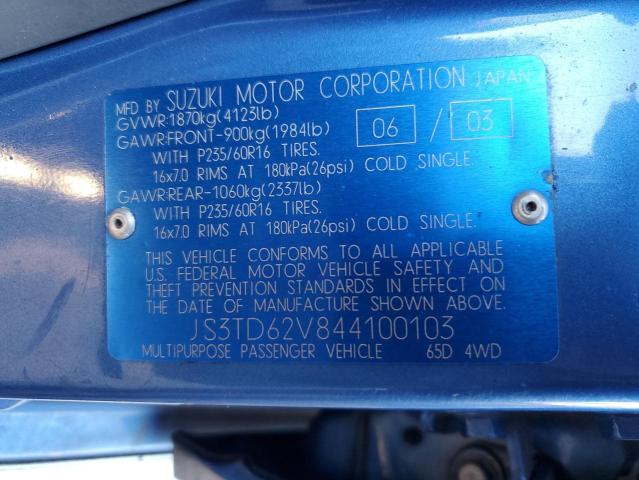 MFD BY SUZUKI MOTOR CORPORATION JAPAN
GVWR:1870kg(4123lb)
GAWR:FRONT-900kg(1984lb) 06 / 03
WITH P235/60R16 TIRES.
16x7.0 RIMS AT 180kPa(26psi) COLD SINGLE.
GAWR:REAR-1060kg(2337lb)
WITH P235/60R16 TIRES.
16x7.0 RIMS AT 180kPa(26psi) COLD SINGLE.
THIS VEHICLE CONFORMS TO ALL APPLICABLE
U.S. FEDERAL MOTOR VEHICLE SAFETY AND
THEFT PREVENTION STANDARDS IN EFFECT ON
THE DATE OF MANUFACTURE SHOWN ABOVE.
JS3TD62V844100103
MULTIPURPOSE PASSENGER VEHICLE 65D 4WD